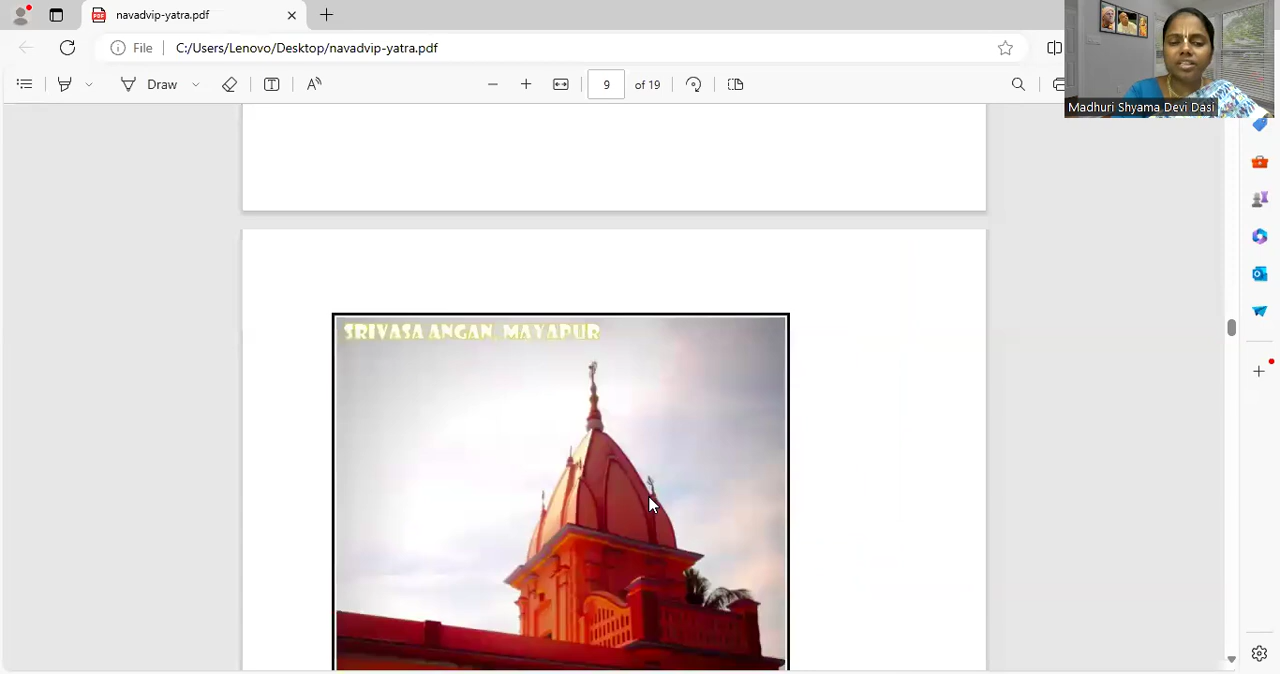 navadvip-yatra.pdf
File
C:/Users/Lenovo/Desktop/navadvip-yatra.pdf
Draw
9
of 19
Madhuri Shyama Devi Dasi
SRIVASA ANGAN, MAYAPUR